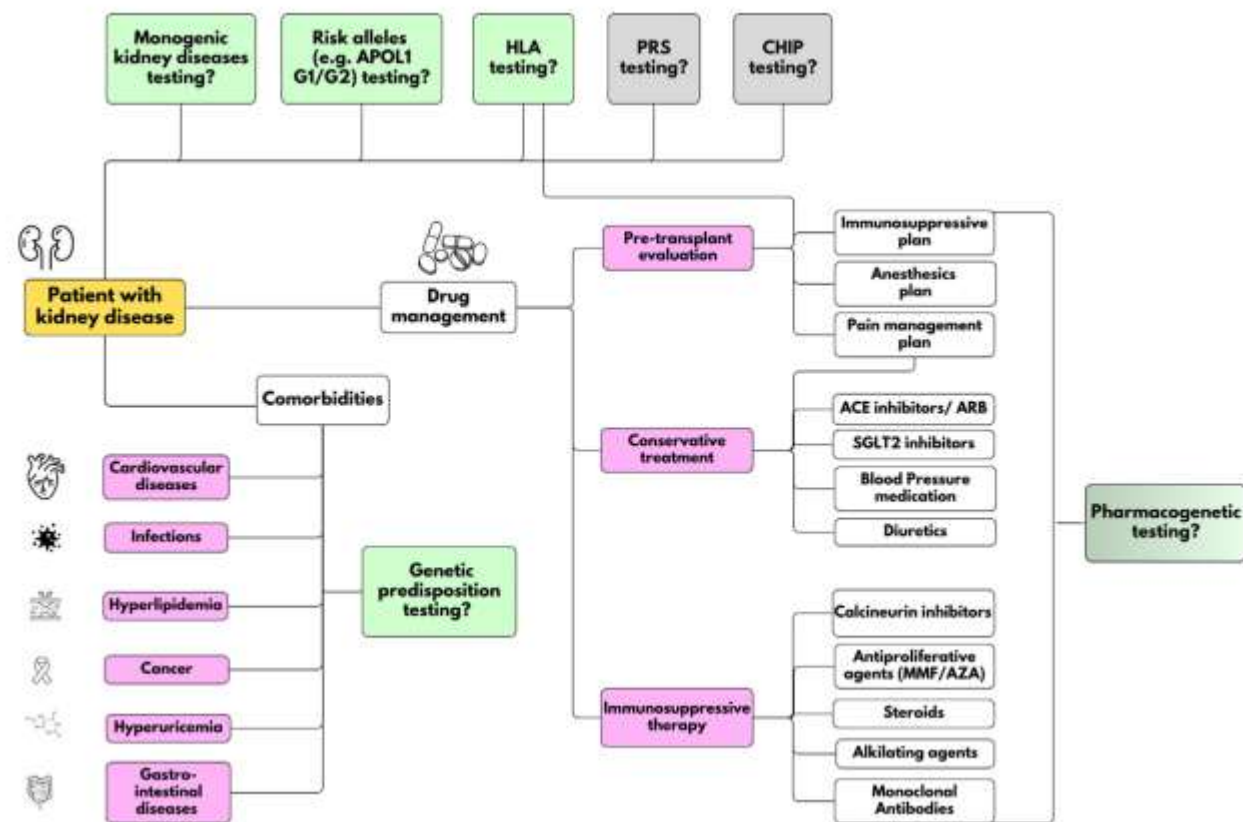 Monogenic
kidney diseases
testing?
Risk alleles
(e.g. APOL1
G1/G2) testing?
HLA
testing?
PRS
testing?
CHIP
testing?
Patient with
kidney disease
Drug
management
Pre-transplant
evaluation
Immunosuppressive
plan
Anesthesics
plan
Pain management
plan
Comorbidities
Conservative
treatment
ACE inhibitors/ ARB
SGLT2 inhibitors
Blood Pressure
medication
Diuretics
Pharmacogenetic
testing?
Cardiovascular
diseases
Infections
Hyperlipidemia
Cancer
Hyperuricemia
Gastro-
intestinal
diseases
Genetic
predisposition
testing?
Immunosuppressive
therapy
Calcineurin inhibitors
Antiproliferative
agents (MMF/AZA)
Steroids
Alkilating agents
Monoclonal
Antibodies